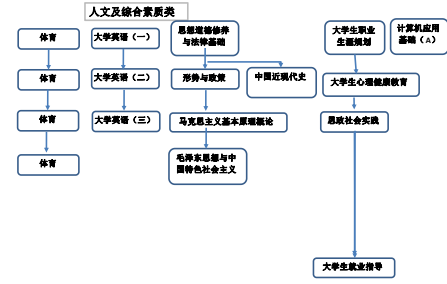 人文及综合素质类
体育
大学英语（一）
思想道德修养
与法律基础
大学生职业
生涯规划
计算机应用
基础（A）
体育
大学英语（二）
形势与政策
中国近现代史
大学生心理健康教育
体育
大学英语（三）
马克思主义基本原理概论
思政社会实践
体育
毛泽东思想与中
国特色社会主义
大学生就业指导